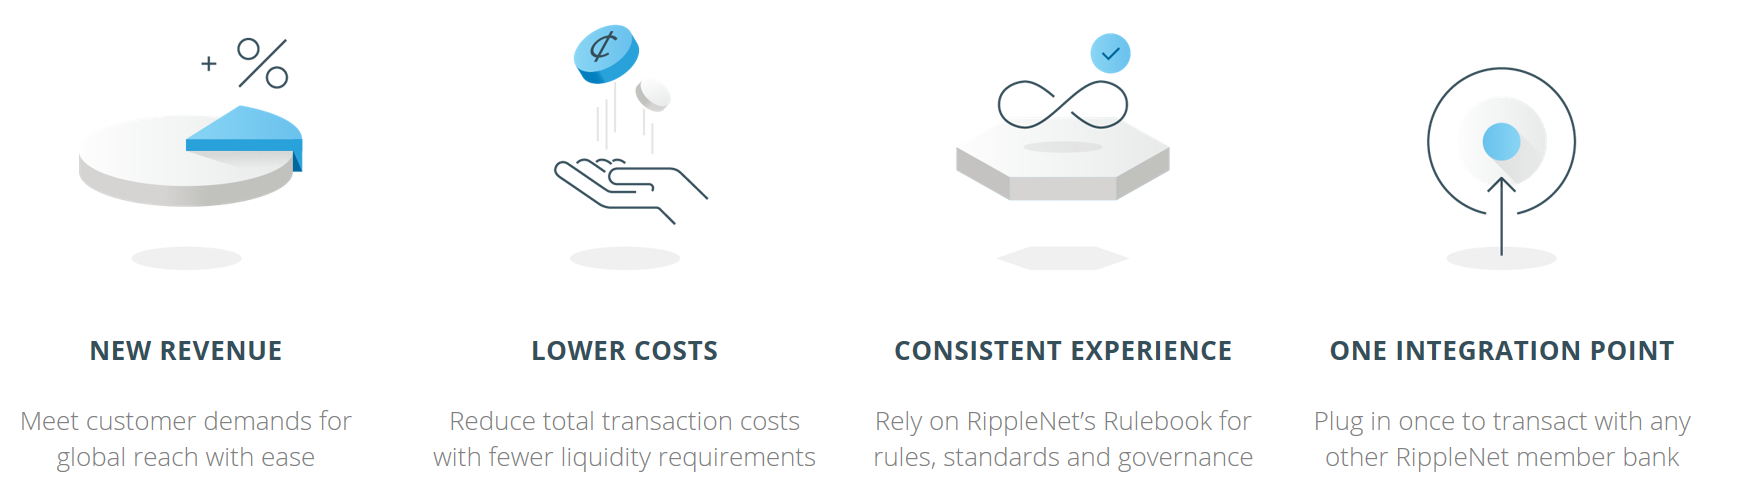 + %
₵
NEW REVENUE
Meet customer demands for
global reach with ease
LOWER COSTS
Reduce total transaction costs
with fewer liquidity requirements
CONSISTENT EXPERIENCE
Rely on RippleNet’s Rulebook for
rules, standards and governance
ONE INTEGRATION POINT
Plug in once to transact with any
other RippleNet member bank